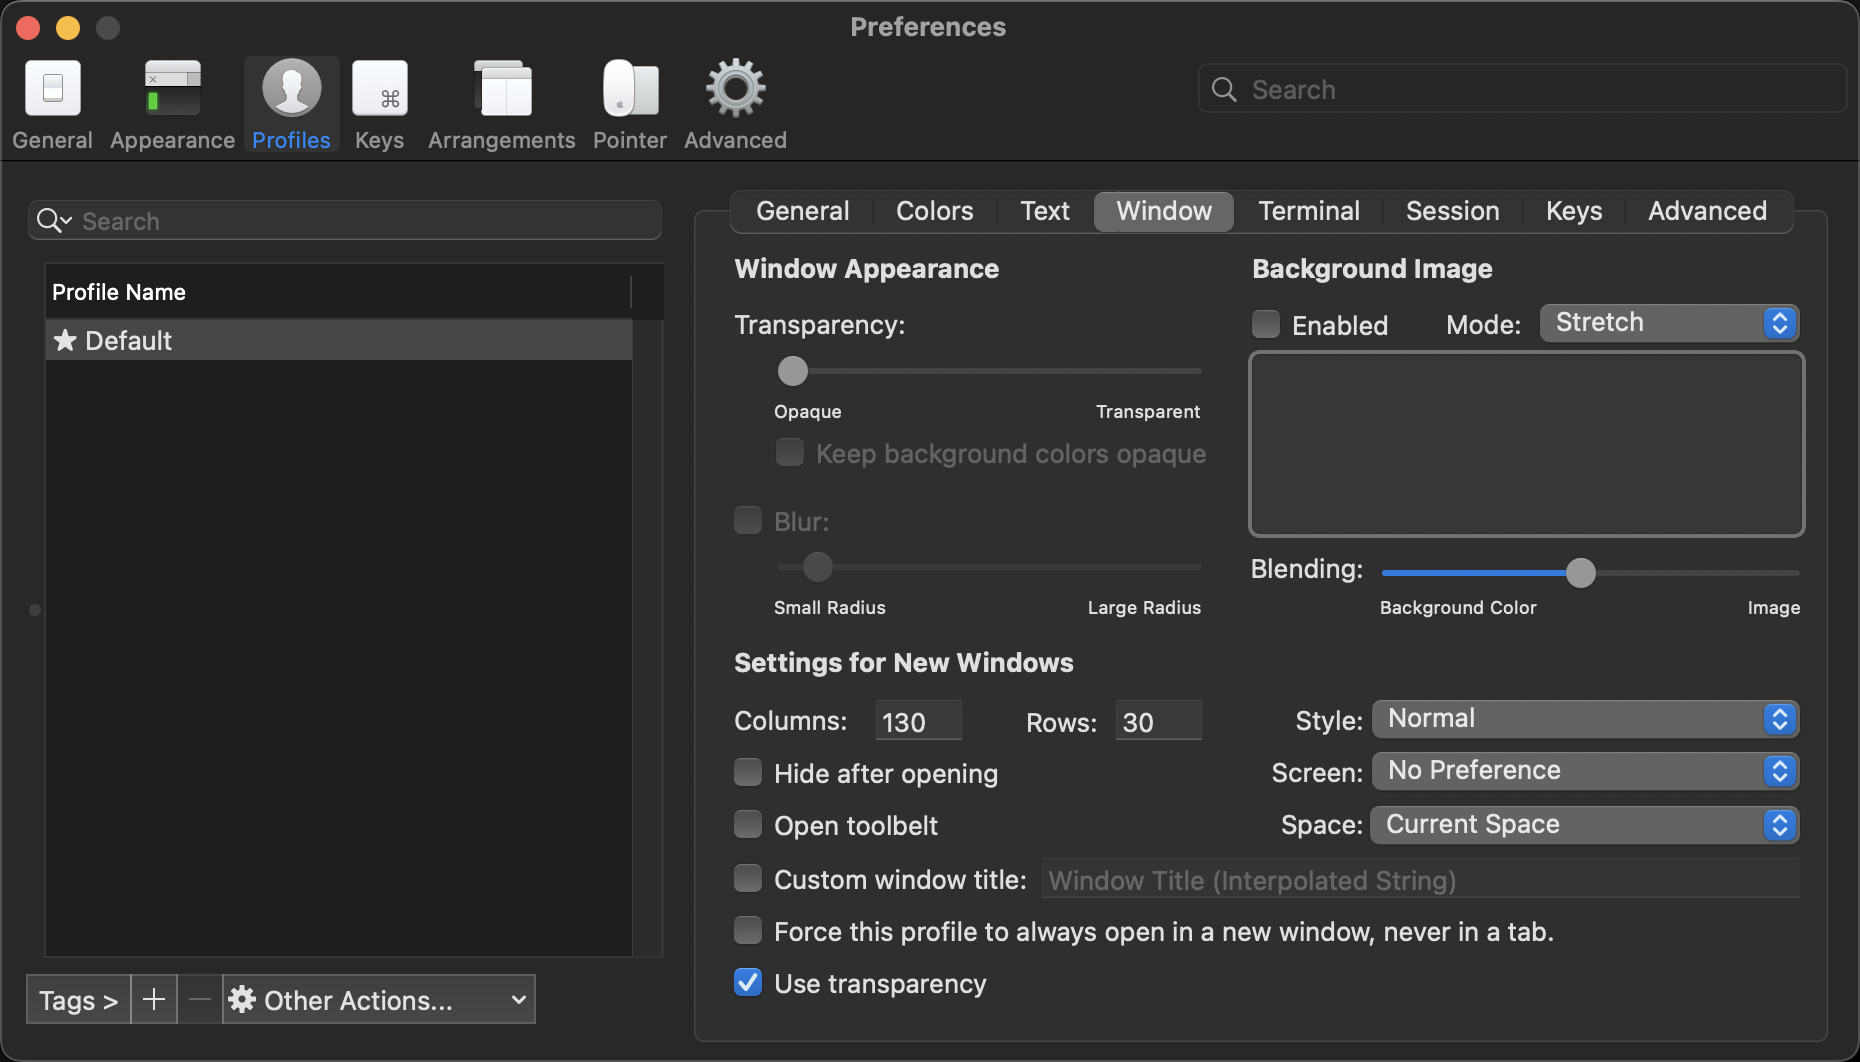 Preferences
General Appearance Profiles Keys Arrangements Pointer Advanced
Search
Search
Profile Name
Default
Tags > + − Other Actions...
General Colors Text Window Terminal Session Keys Advanced
Window Appearance
Transparency:
Opaque Transparent
Keep background colors opaque
Blur:
Small Radius Large Radius
Background Image
Enabled Mode: Stretch
Blending:
Background Color Image
Settings for New Windows
Columns: 130 Rows: 30 Style: Normal
Hide after opening Screen: No Preference
Open toolbelt Space: Current Space
Custom window title: Window Title (Interpolated String)
Force this profile to always open in a new window, never in a tab.
Use transparency